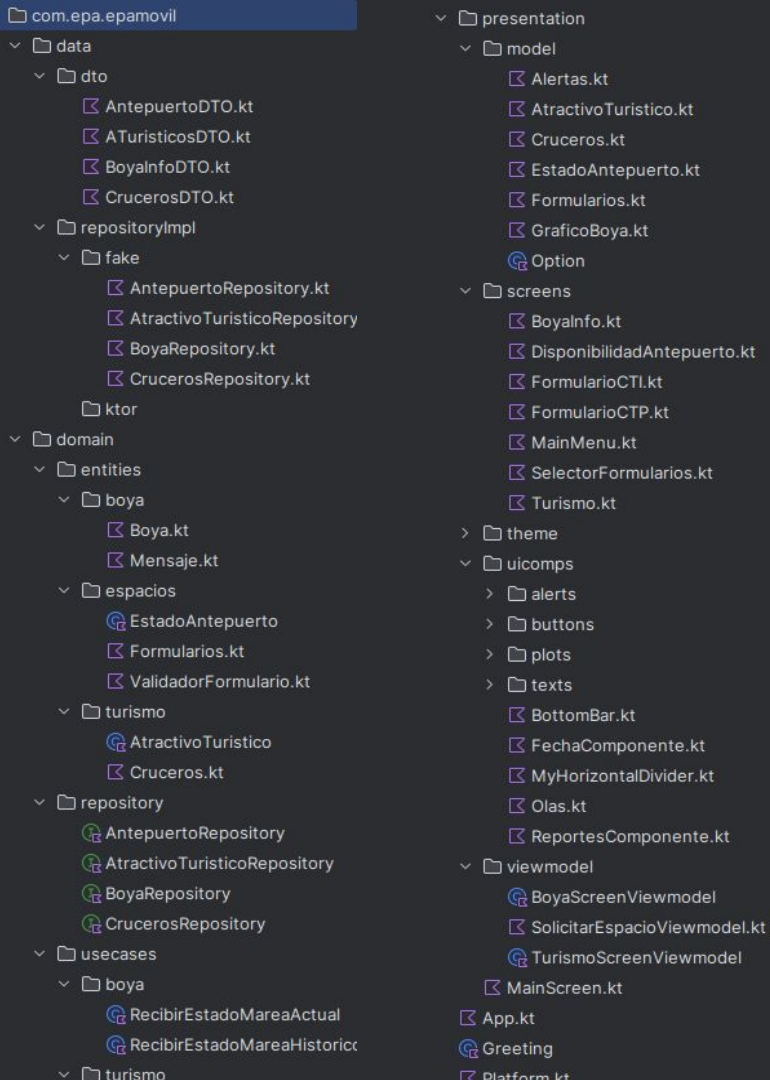 com.epa.epamovil
data
dto
AntepuertoDTO.kt
ATuristicosDTO.kt
BoyaInfoDTO.kt
CrucerosDTO.kt
repositoryImpl
fake
AntepuertoRepository.kt
AtractivoTuristicoRepository
BoyaRepository.kt
CrucerosRepository.kt
ktor
domain
entities
boya
Boya.kt
Mensaje.kt
espacios
EstadoAntepuerto
Formularios.kt
ValidadorFormulario.kt
turismo
AtractivoTuristico
Cruceros.kt
repository
AntepuertoRepository
AtractivoTuristicoRepository
BoyaRepository
CrucerosRepository
usecases
boya
RecibirEstadoMareaActual
RecibirEstadoMareaHistoricc
turismo
presentation
model
Alertas.kt
AtractivoTuristico.kt
Cruceros.kt
EstadoAntepuerto.kt
Formularios.kt
GraficoBoya.kt
Option
screens
BoyaInfo.kt
DisponibilidadAntepuerto.kt
FormularioCTI.kt
FormularioCTP.kt
MainMenu.kt
SelectorFormularios.kt
Turismo.kt
theme
uicomps
alerts
buttons
plots
texts
BottomBar.kt
FechaComponente.kt
MyHorizontalDivider.kt
Olas.kt
ReportesComponente.kt
viewmodel
BoyaScreenViewmodel
SolicitarEspacioViewmodel.kt
TurismoScreenViewmodel
MainScreen.kt
App.kt
Greeting
Platform.kt